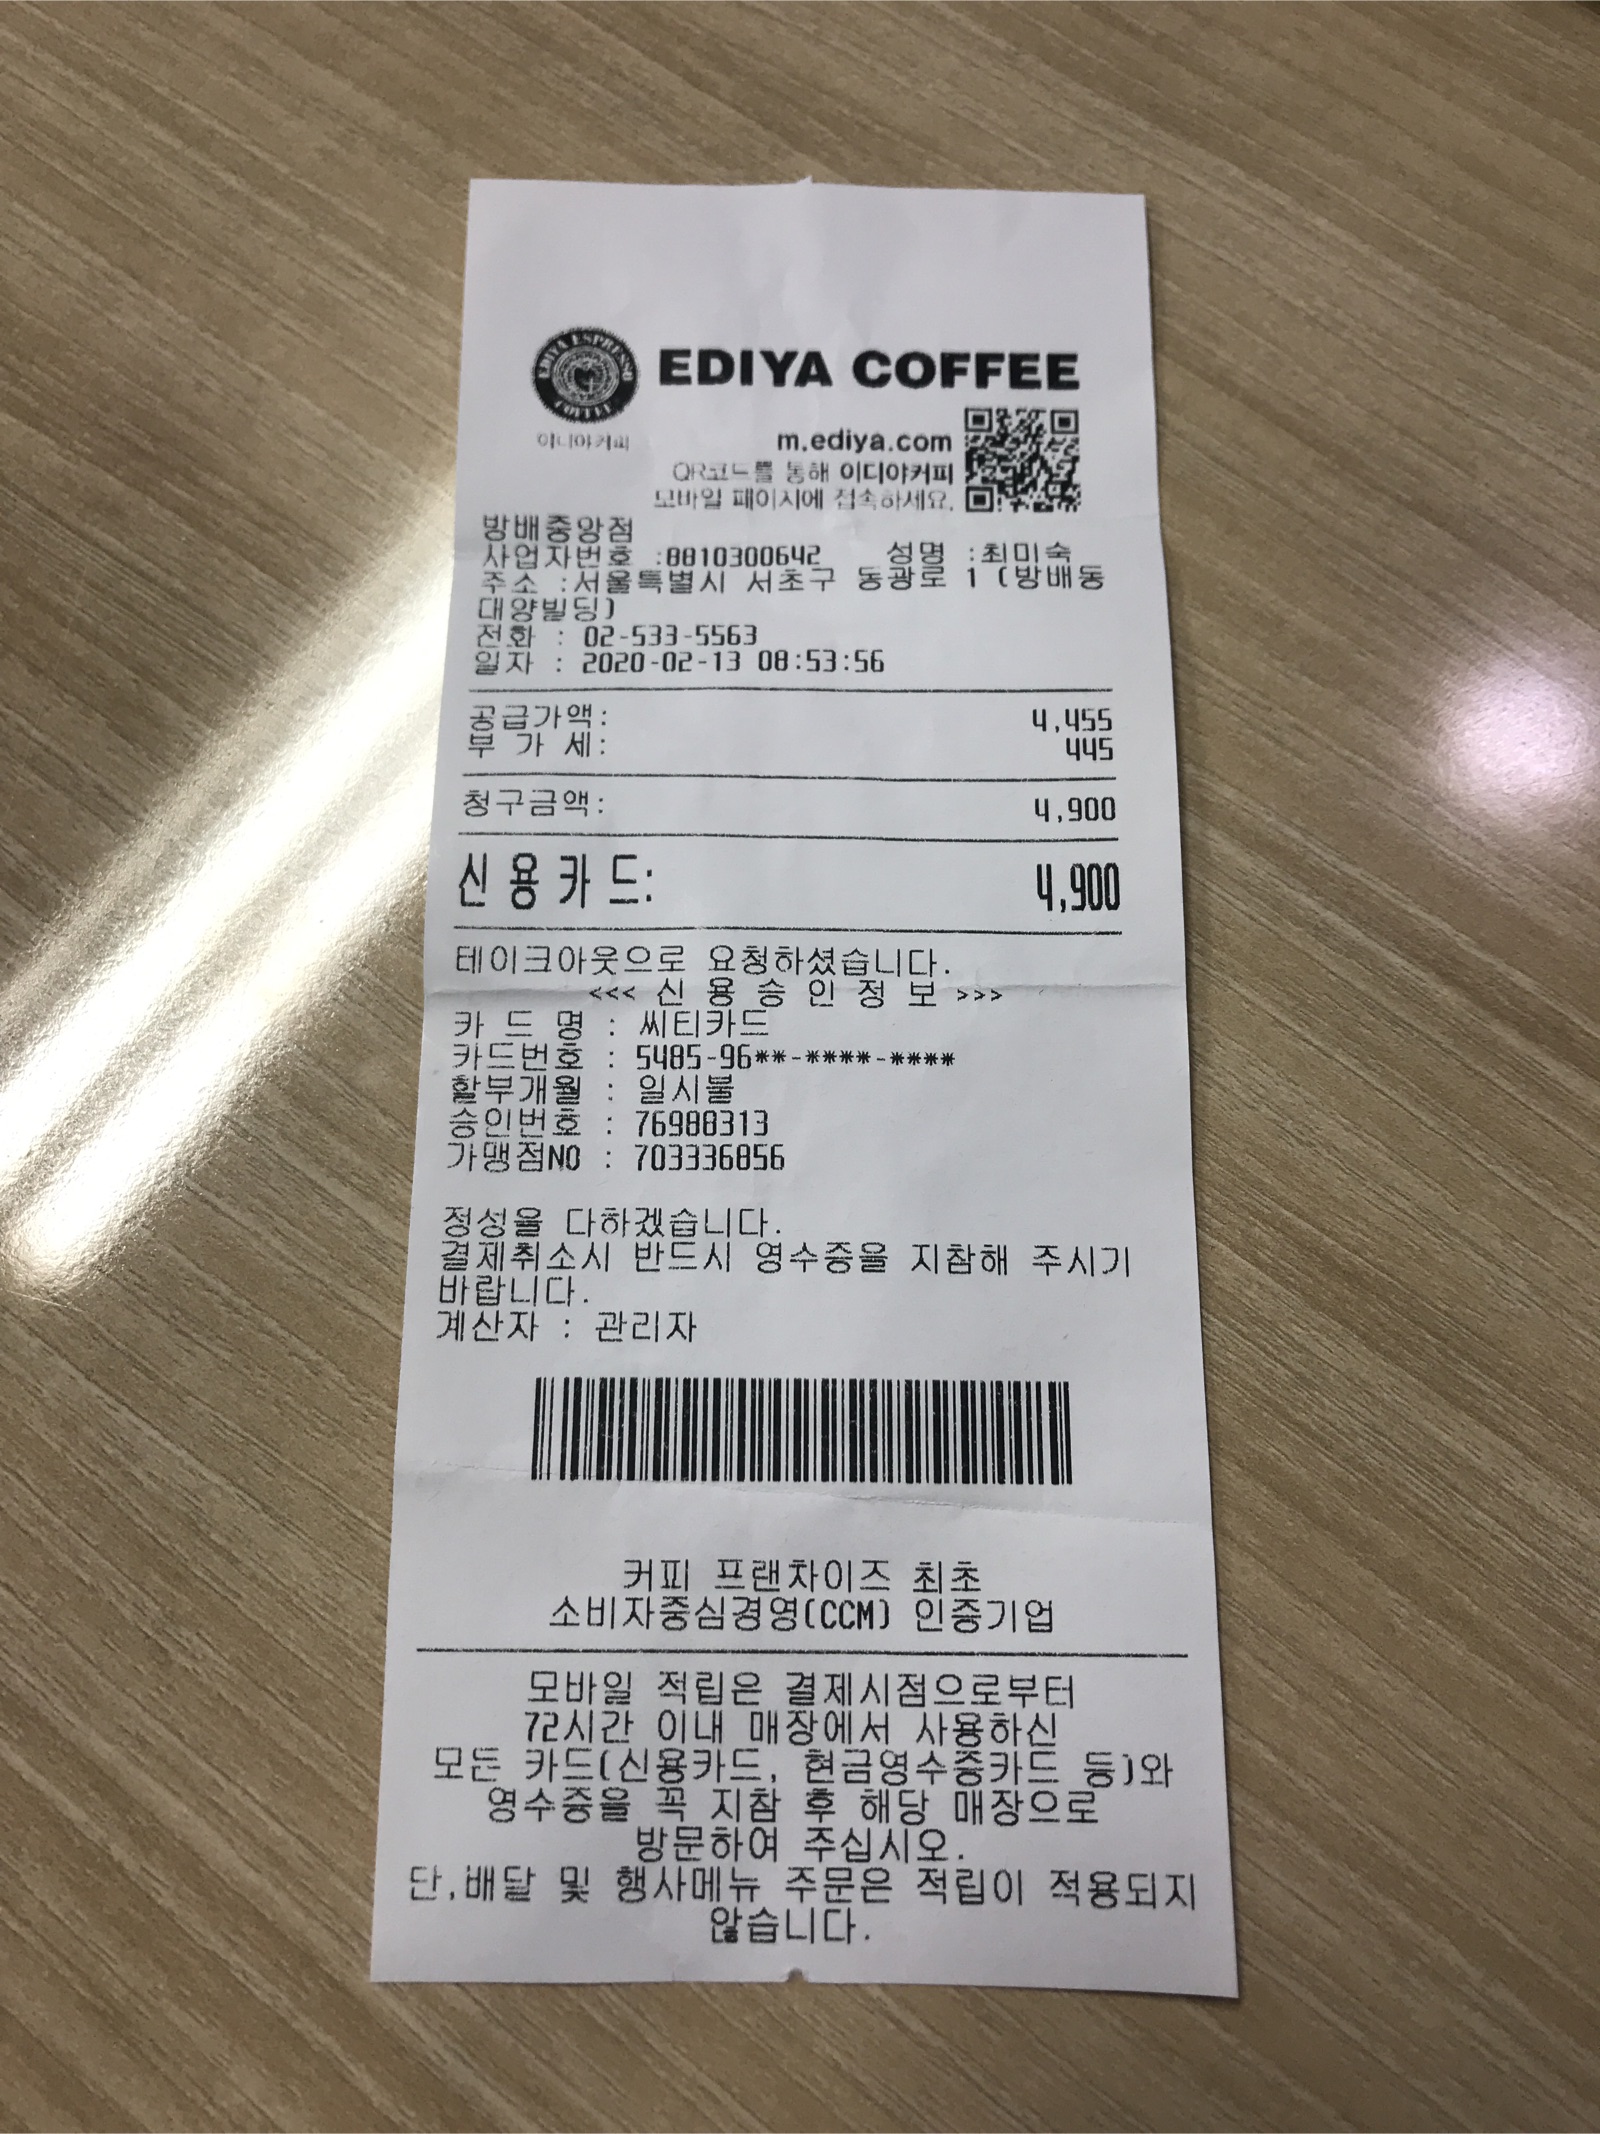 EDIYA ESPRESSO
COFFEE
이디야커피
EDIYA COFFEE
m.ediya.com
QR코드를 통해 이디야커피
모바일 페이지에 접속하세요.
방배중앙점
사업자번호 :8810300642 성명 :최미숙
주소 :서울특별시 서초구 동광로 1 (방배동
대양빌딩)
전화 : 02-533-5563
일자 : 2020-02-13 08:53:56
공급가액: 4,455
부 가 세: 445
청구금액: 4,900
신용카드: 4,900
테이크아웃으로 요청하셨습니다.
<<< 신 용 승 인 정 보 >>>
카 드 명 : 씨티카드
카드번호 : 5485-96**-****-****
할부개월 : 일시불
승인번호 : 76988313
가맹점NO : 703336856
정성을 다하겠습니다.
결제취소시 반드시 영수증을 지참해 주시기
바랍니다.
계산자 : 관리자
커피 프랜차이즈 최초
소비자중심경영(CCM) 인증기업
모바일 적립은 결제시점으로부터
72시간 이내 매장에서 사용하신
모든 카드(신용카드, 현금영수증카드 등)와
영수증을 꼭 지참 후 해당 매장으로
방문하여 주십시오.
단,배달 및 행사메뉴 주문은 적립이 적용되지
않습니다.